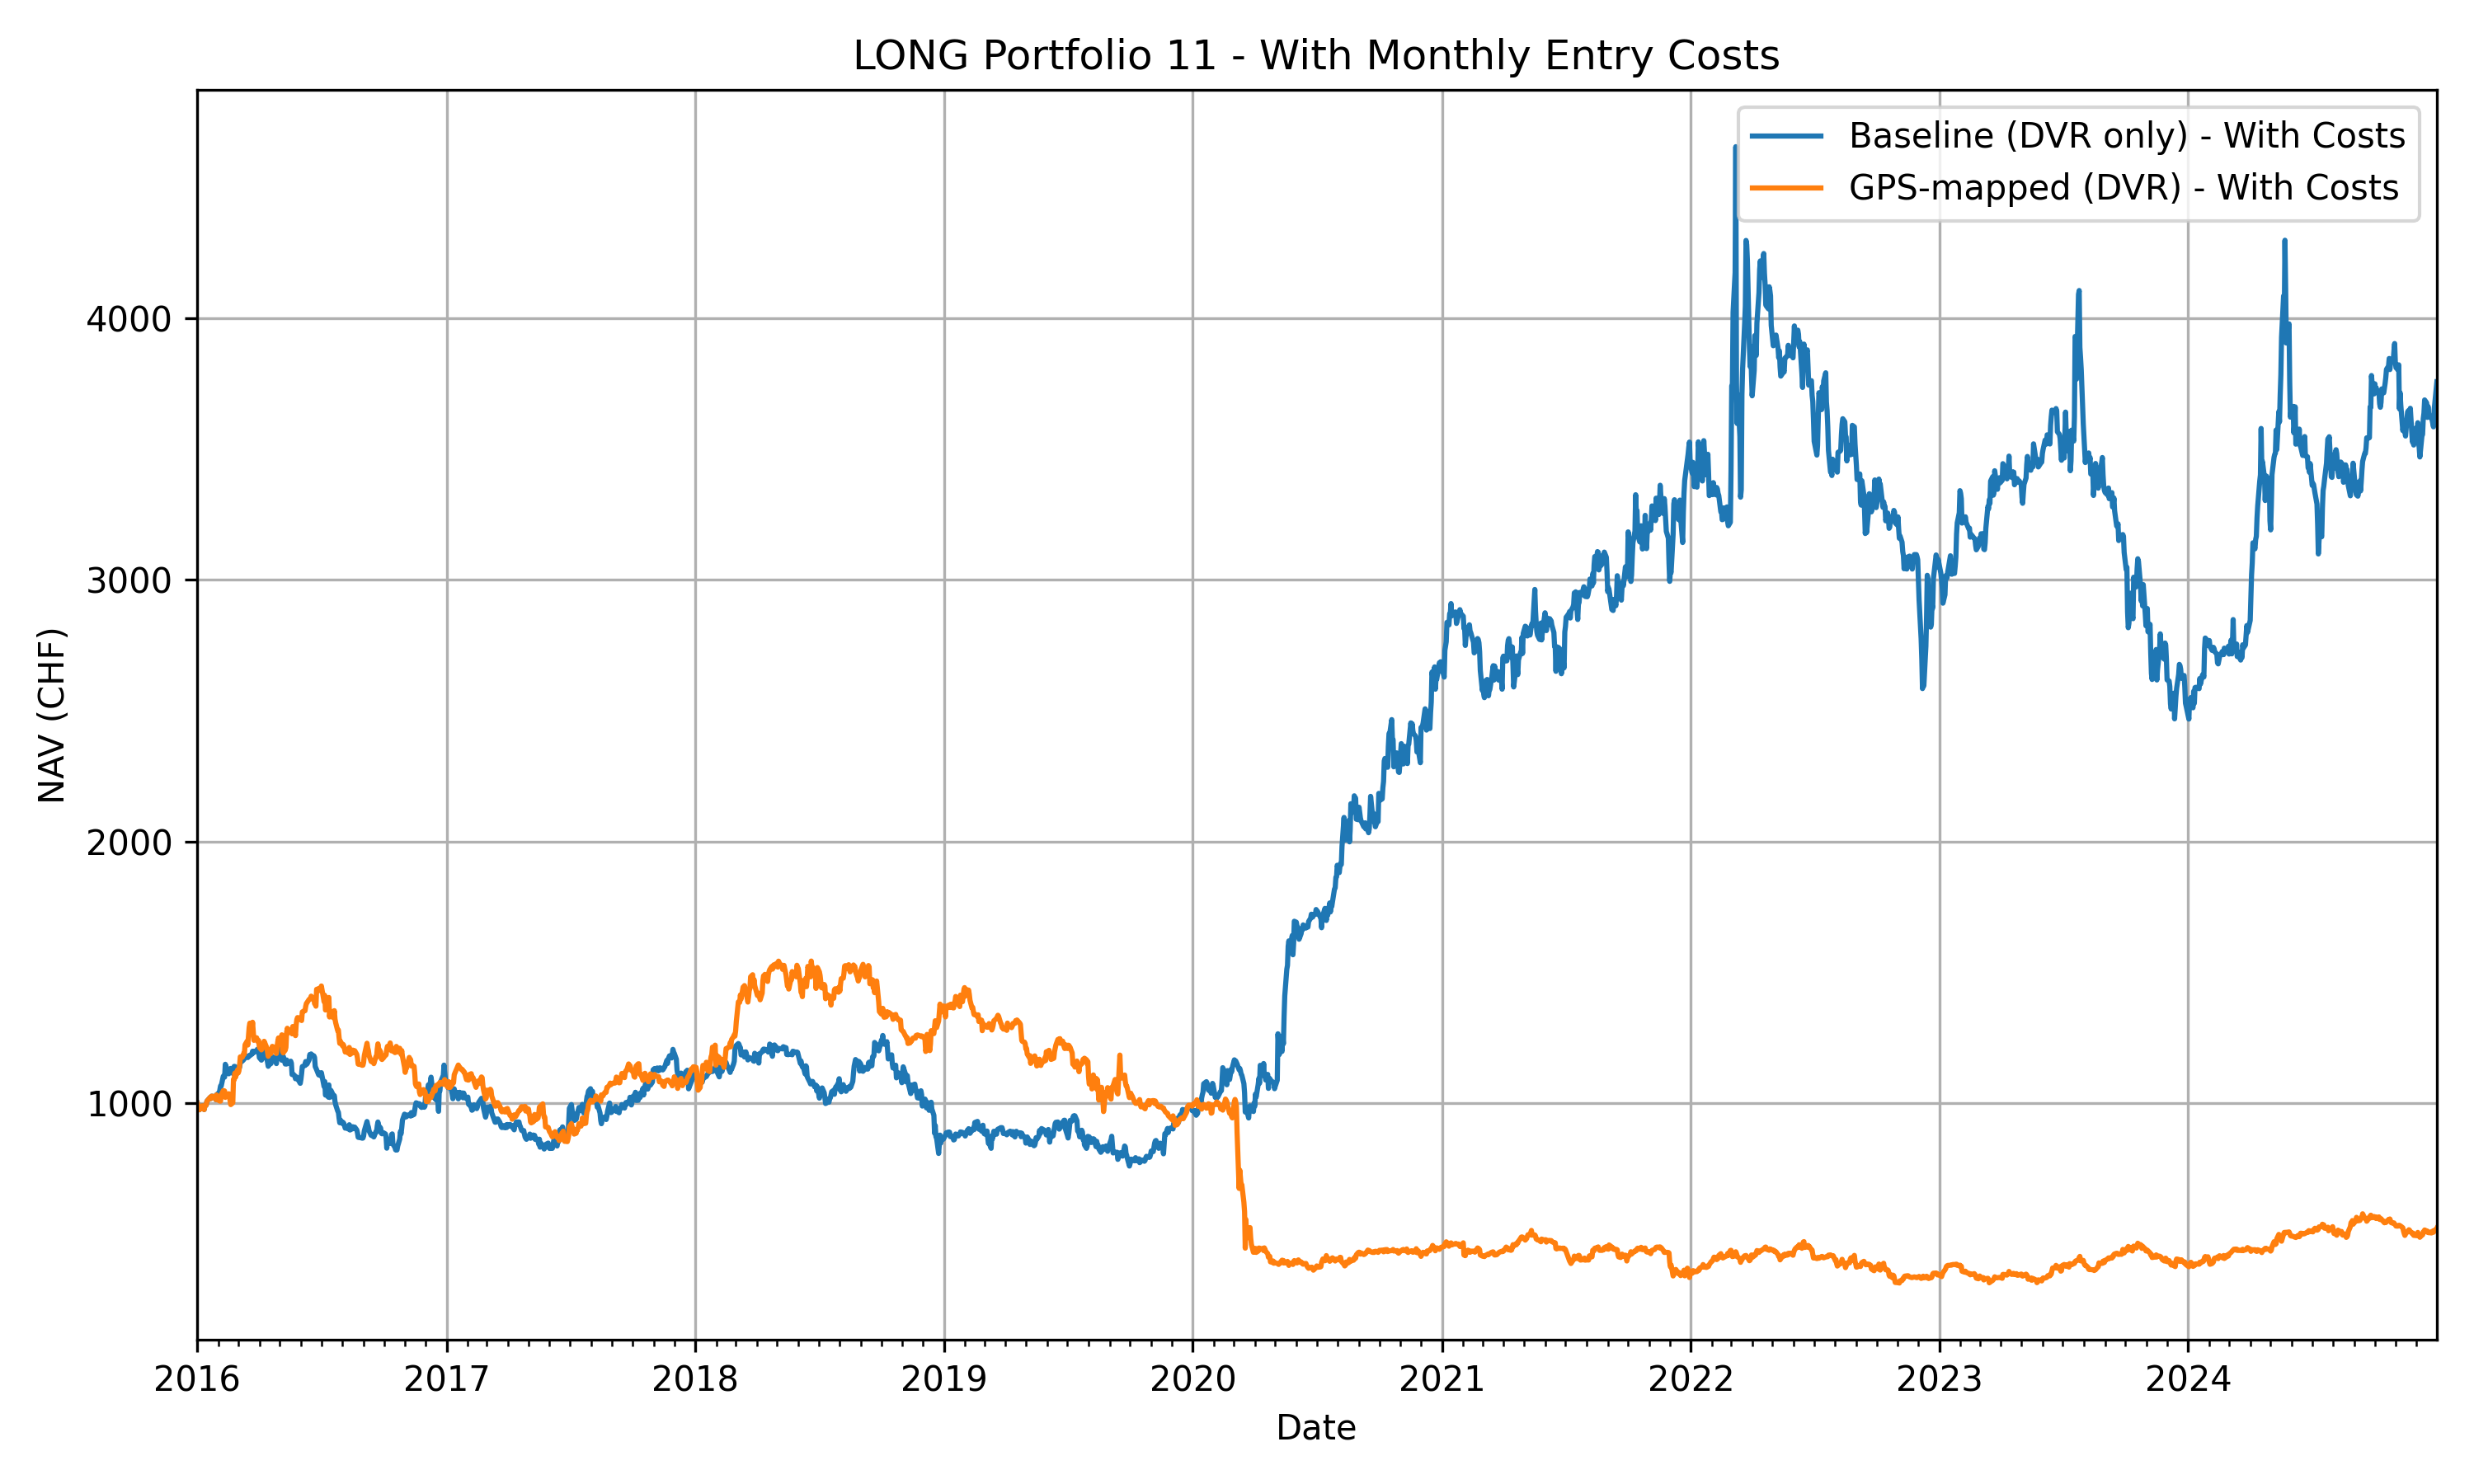 LONG Portfolio 11 - With Monthly Entry Costs
Baseline (DVR only) - With Costs
GPS-mapped (DVR) - With Costs
NAV (CHF)
4000
3000
2000
1000
2016 2017 2018 2019 2020 2021 2022 2023 2024
Date